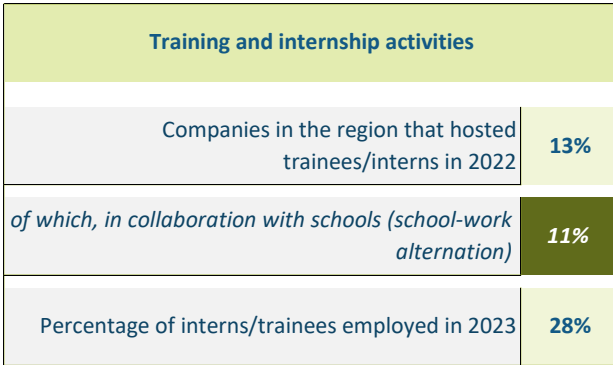 Training and internship activities
Companies in the region that hosted
trainees/interns in 2022
13%
of which, in collaboration with schools (school-work
alternation)
11%
Percentage of interns/trainees employed in 2023
28%